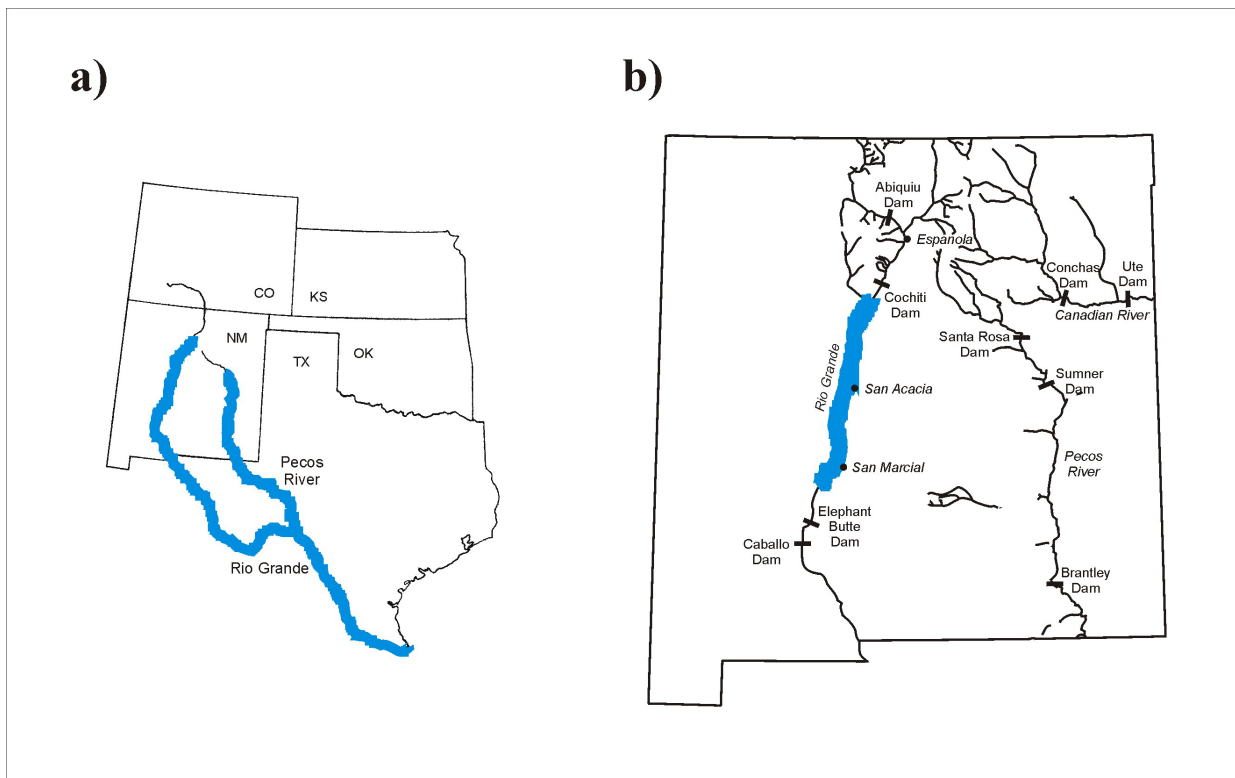 a)
CO
KS
NM
TX
OK
Pecos
River
Rio Grande
b)
Abiquiu
Dam
Española
Conchas
Dam
Ute
Dam
Cochiti
Dam
Canadian River
Santa Rosa
Dam
Rio Grande
Sumner
Dam
San Acacia
Pecos
River
San Marcial
Elephant
Butte
Dam
Caballo
Dam
Brantley
Dam